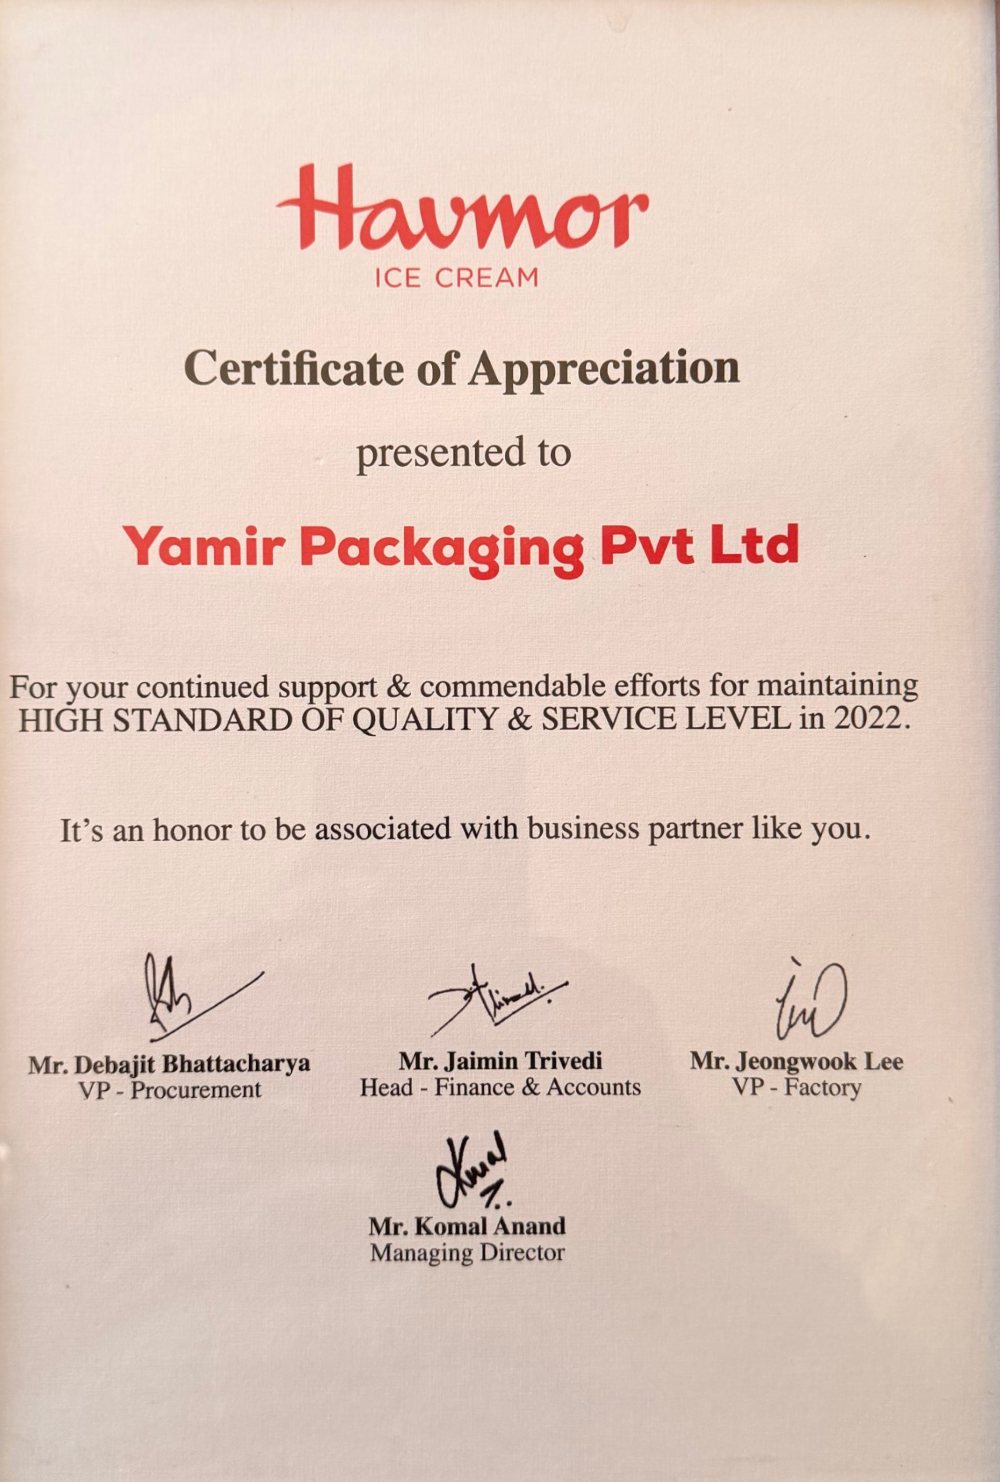 Havmor
ICE CREAM
Certificate of Appreciation
presented to
Yamir Packaging Pvt Ltd
For your continued support & commendable efforts for maintaining
HIGH STANDARD OF QUALITY & SERVICE LEVEL in 2022.
It's an honor to be associated with business partner like you.
Mr. Debajit Bhattacharya
VP - Procurement
Mr. Jaimin Trivedi
Head - Finance & Accounts
Mr. Jeongwook Lee
VP - Factory
Mr. Komal Anand
Managing Director